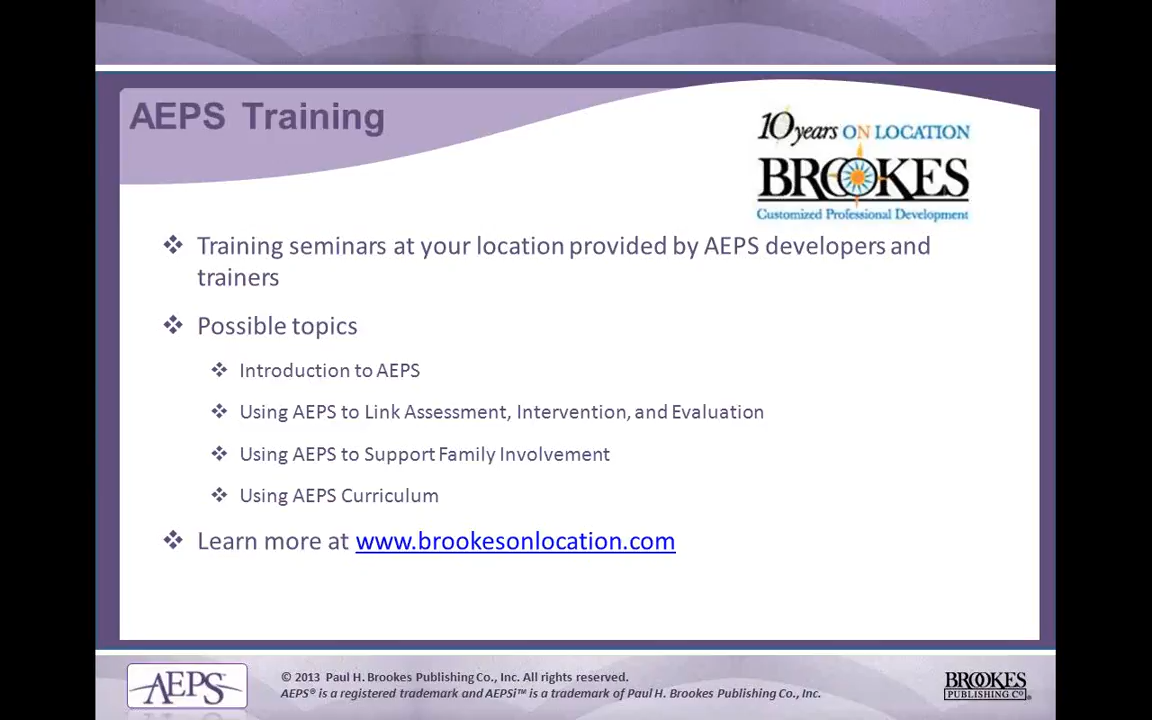 AEPS Training
10 years ON LOCATION
BROOKES
Customized Professional Development
❖ Training seminars at your location provided by AEPS developers and
trainers
❖ Possible topics
❖ Introduction to AEPS
❖ Using AEPS to Link Assessment, Intervention, and Evaluation
❖ Using AEPS to Support Family Involvement
❖ Using AEPS Curriculum
❖ Learn more at www.brookesonlocation.com
AEPS
© 2013 Paul H. Brookes Publishing Co., Inc. All rights reserved.
AEPS® is a registered trademark and AEPSi™ is a trademark of Paul H. Brookes Publishing Co., Inc.
BROOKES
PUBLISHING CO®